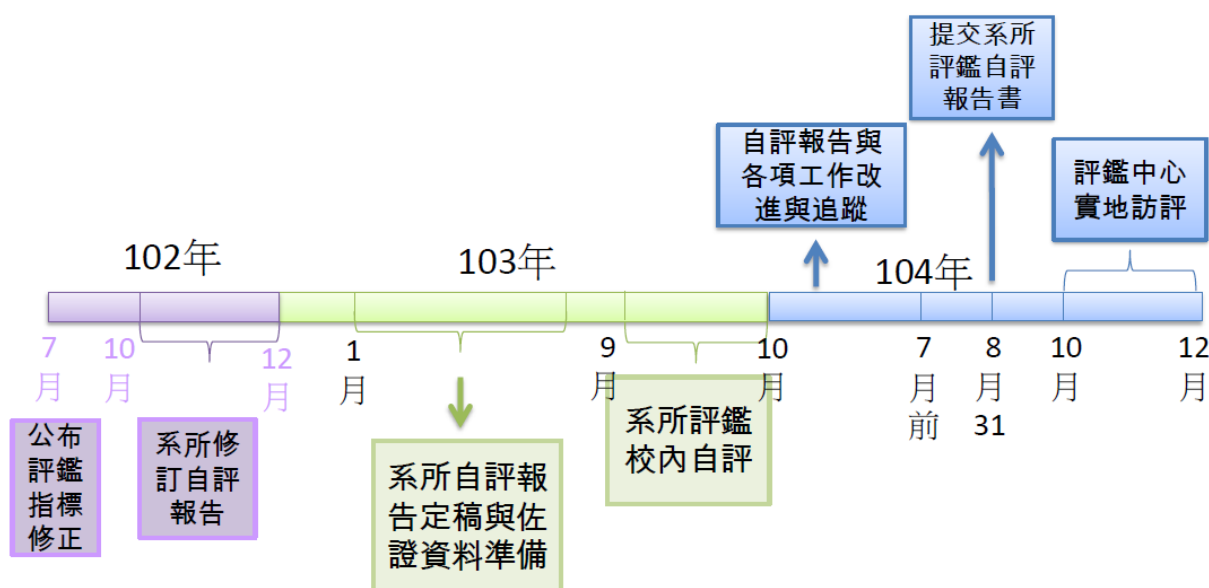 提交系所
評鑑自評
報告書
自評報告與
各項工作改
進與追蹤
評鑑中心
實地訪評
102年
103年
104年
7
月
10
月
12
月
1
月
9
月
10
月
7
月
前
8
月
31
10
月
12
月
公布
評鑑
指標
修正
系所修
訂自評
報告
系所自評報
告定稿與佐
證資料準備
系所評鑑
校內自評